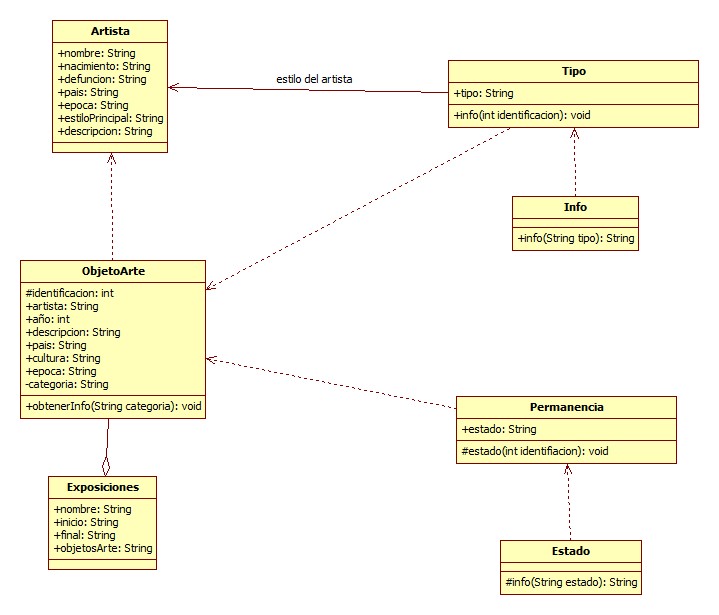 Artista
+nombre: String
+nacimiento: String
+defuncion: String
+pais: String
+epoca: String
+estiloPrincipal: String
+descripcion: String
estilo del artista
Tipo
+tipo: String
+info(int identificacion): void
Info
+info(String tipo): String
ObjetoArte
#identificacion: int
+artista: String
+año: int
+descripcion: String
+pais: String
+cultura: String
+epoca: String
-categoria: String
+obtenerInfo(String categoria): void
Permanencia
+estado: String
#estado(int identifiacion): void
Exposiciones
+nombre: String
+inicio: String
+final: String
+objetosArte: String
Estado
#info(String estado): String